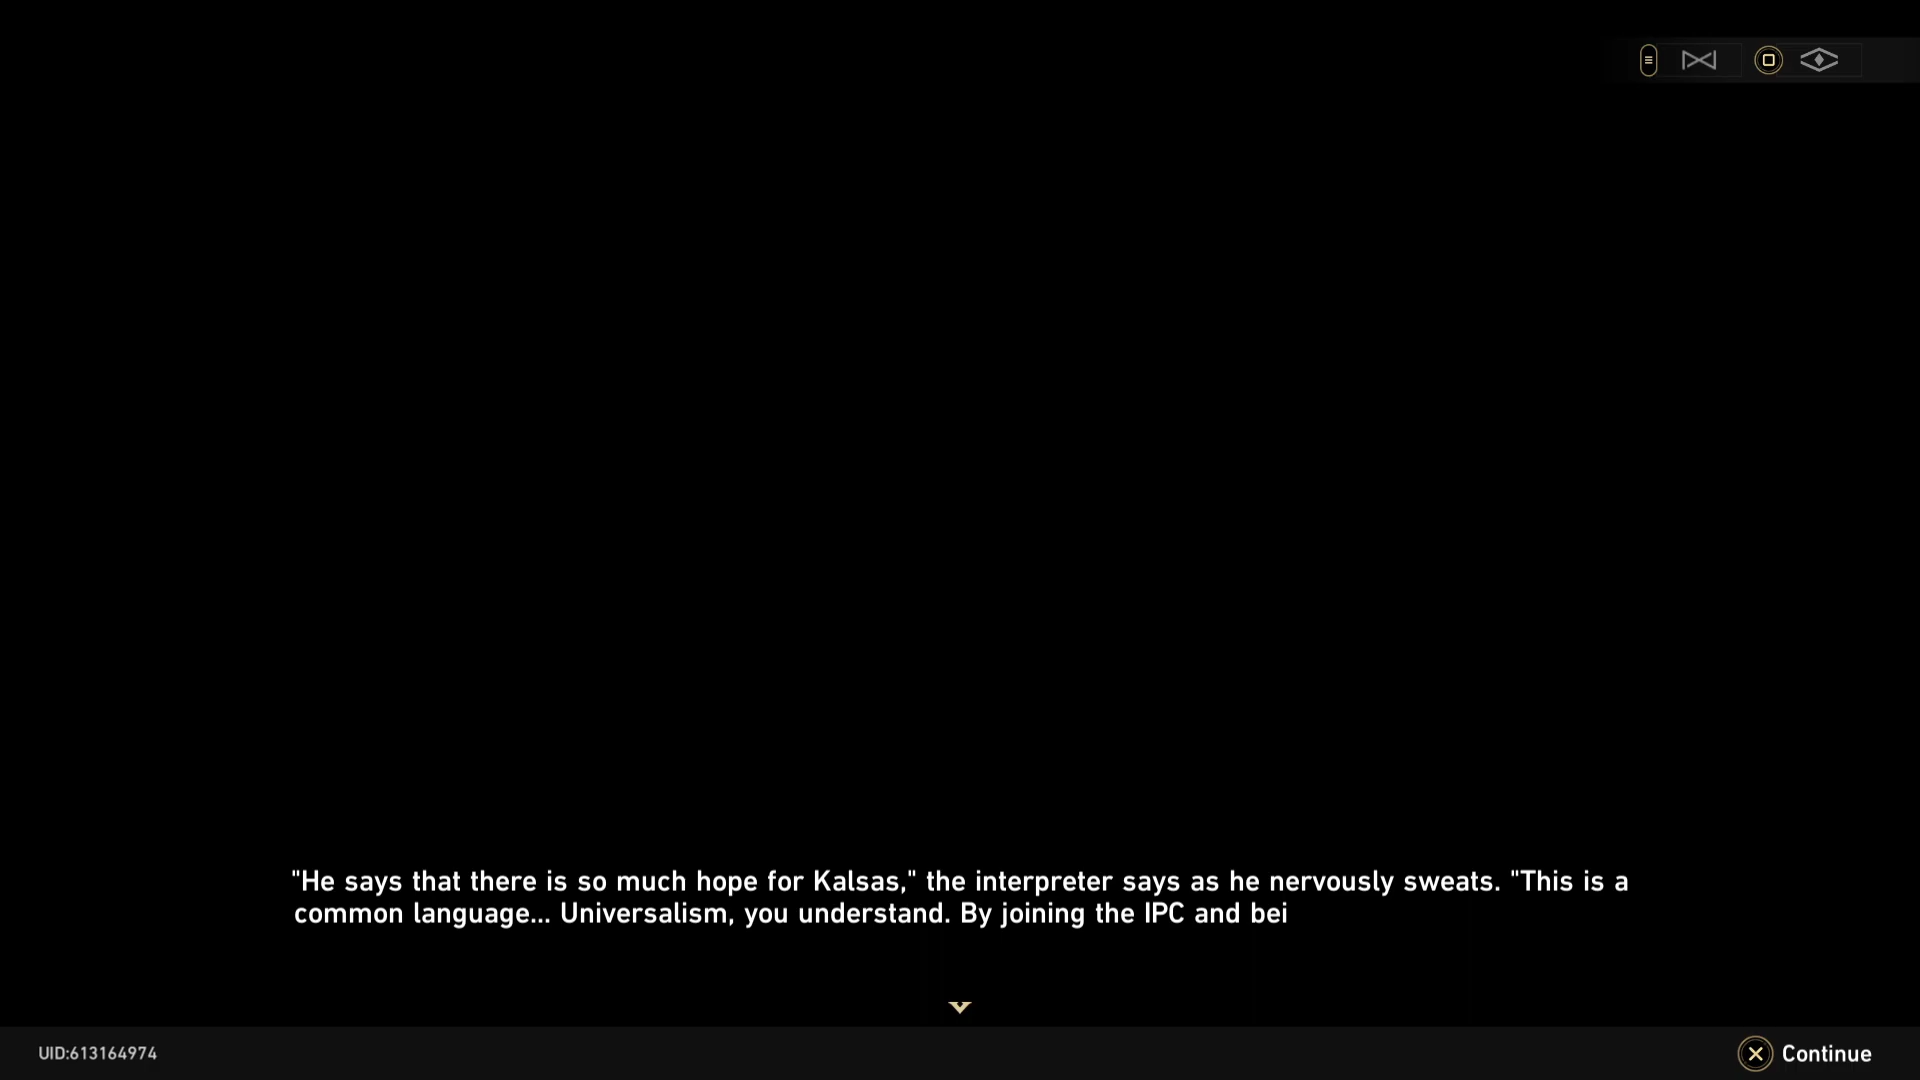 "He says that there is so much hope for Kalsas," the interpreter says as he nervously sweats. "This is a
common language... Universalism, you understand. By joining the IPC and bei
UID:613164974
Continue